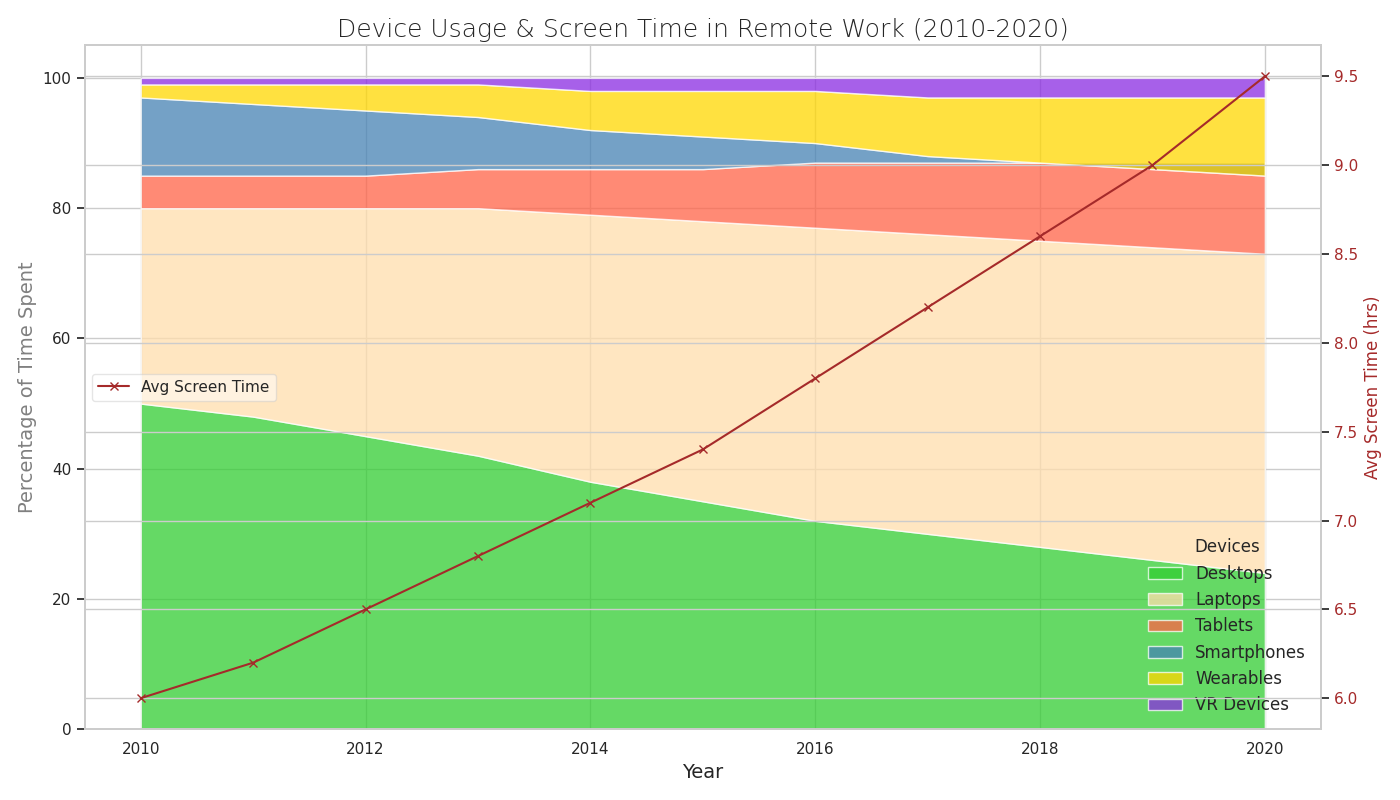 Device Usage & Screen Time in Remote Work (2010-2020)
Percentage of Time Spent
100
80
60
40
20
0
9.5
9.0
8.5
8.0
7.5
7.0
6.5
6.0
Avg Screen Time (hrs)
Avg Screen Time
Devices
Desktops
Laptops
Tablets
Smartphones
Wearables
VR Devices
2010 2012 2014 2016 2018 2020
Year